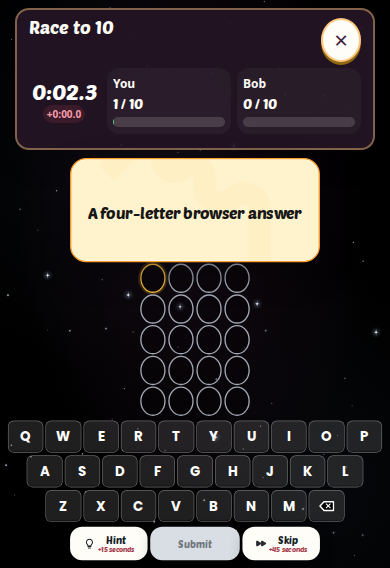 Race to 10
0:02.3
+0:00.0
You
1 / 10
Bob
0 / 10
A four-letter browser answer
Q W E R T Y U I O P
A S D F G H J K L
Z X C V B N M
Hint
+15 seconds
Submit
Skip
+45 seconds